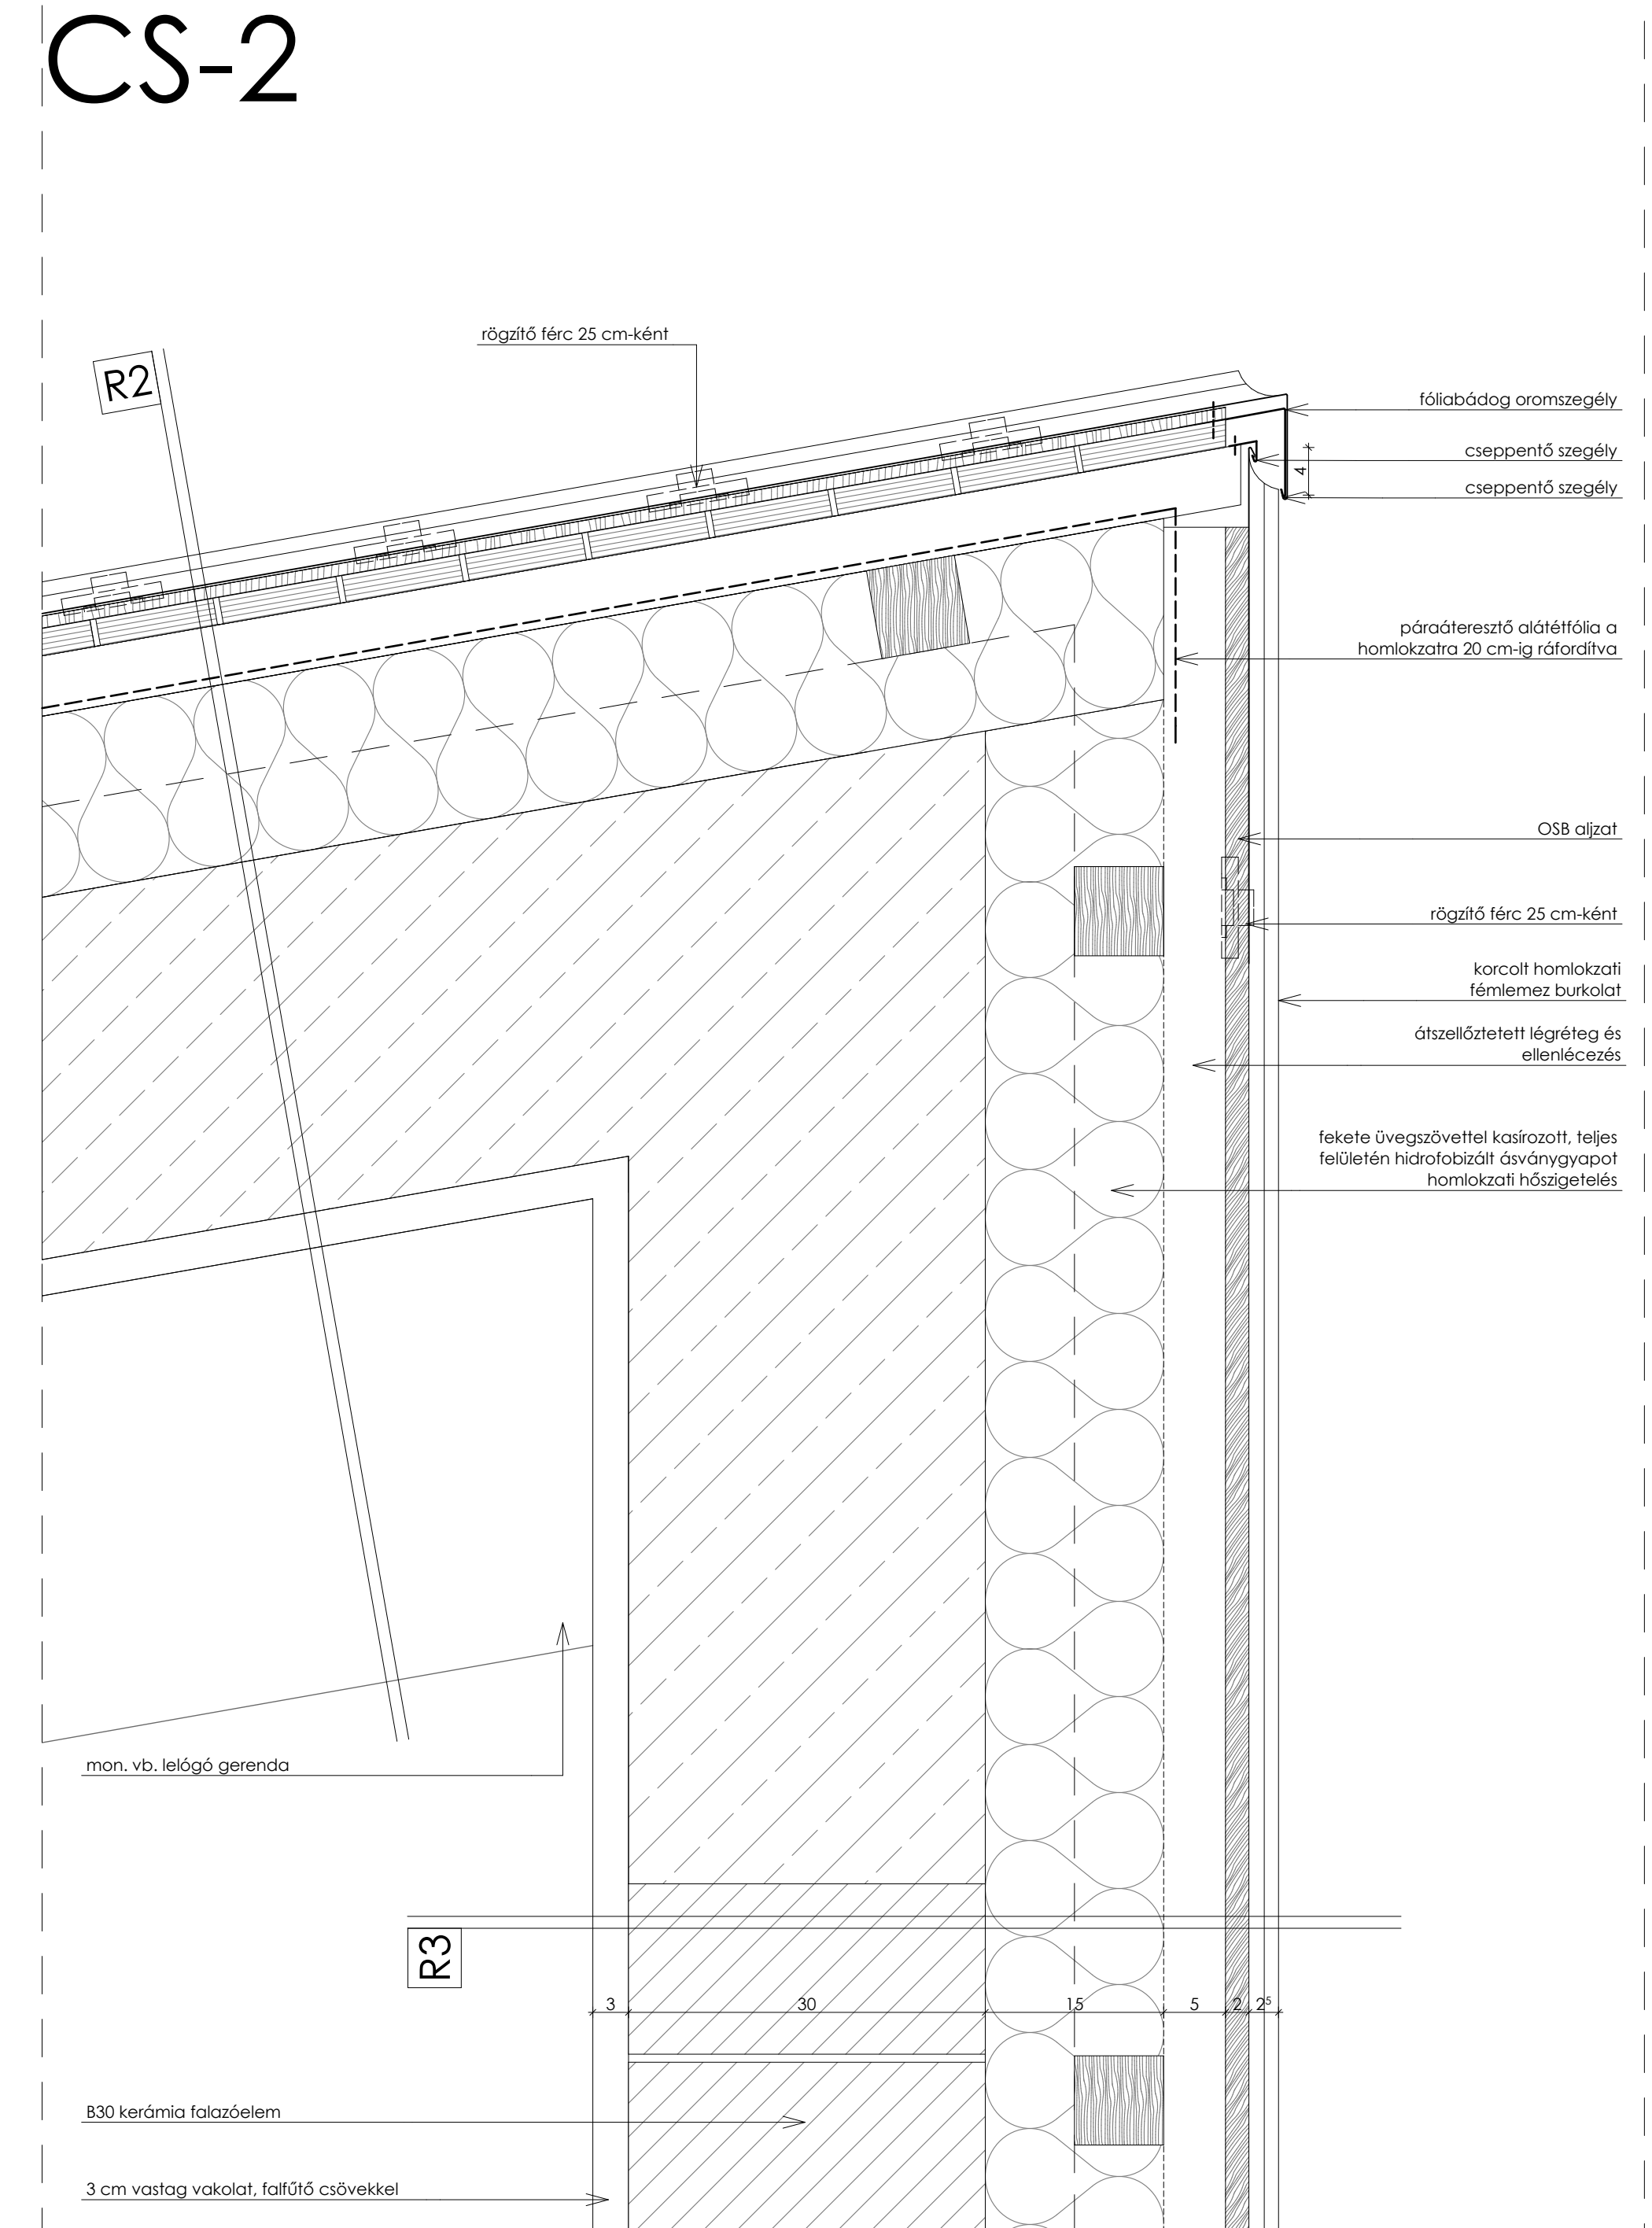 CS-2
rögzítő férc 25 cm-ként
R2
fóliabádog oromszegély
cseppentő szegély
4
cseppentő szegély
páraáteresztő alátétfólia a
homlokzatra 20 cm-ig ráfordítva
OSB aljzat
rögzítő férc 25 cm-ként
korcolt homlokzati
fémlemez burkolat
átszellőztetett légréteg és
ellenlécezés
fekete üvegszövettel kasírozott, teljes
felületén hidrofobizált ásványgyapot
homlokzati hőszigetelés
mon. vb. lelógó gerenda
R3
3 30 15 5 2 2⁵
B30 kerámia falazóelem
3 cm vastag vakolat, falfűtő csövekkel